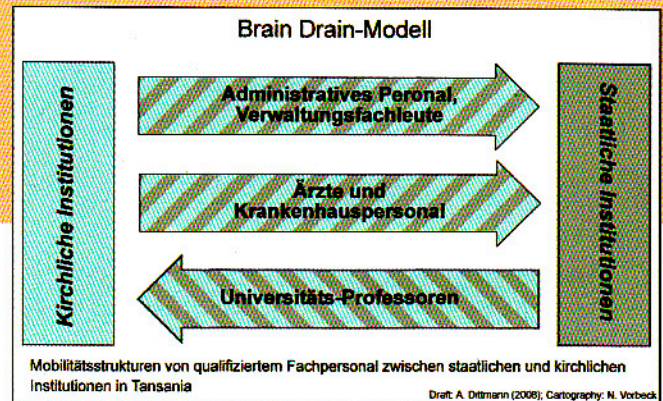 Brain Drain-Modell
Kirchliche Institutionen
Administratives Peronal,
Verwaltungsfachleute
Ärzte und
Krankenhauspersonal
Universitäts-Professoren
Staatliche Institutionen
Mobilitätsstrukturen von qualifiziertem Fachpersonal zwischen staatlichen und kirchlichen
Institutionen in Tansania
Draft: A. Dittmann (2008); Cartography: N. Vorbeck